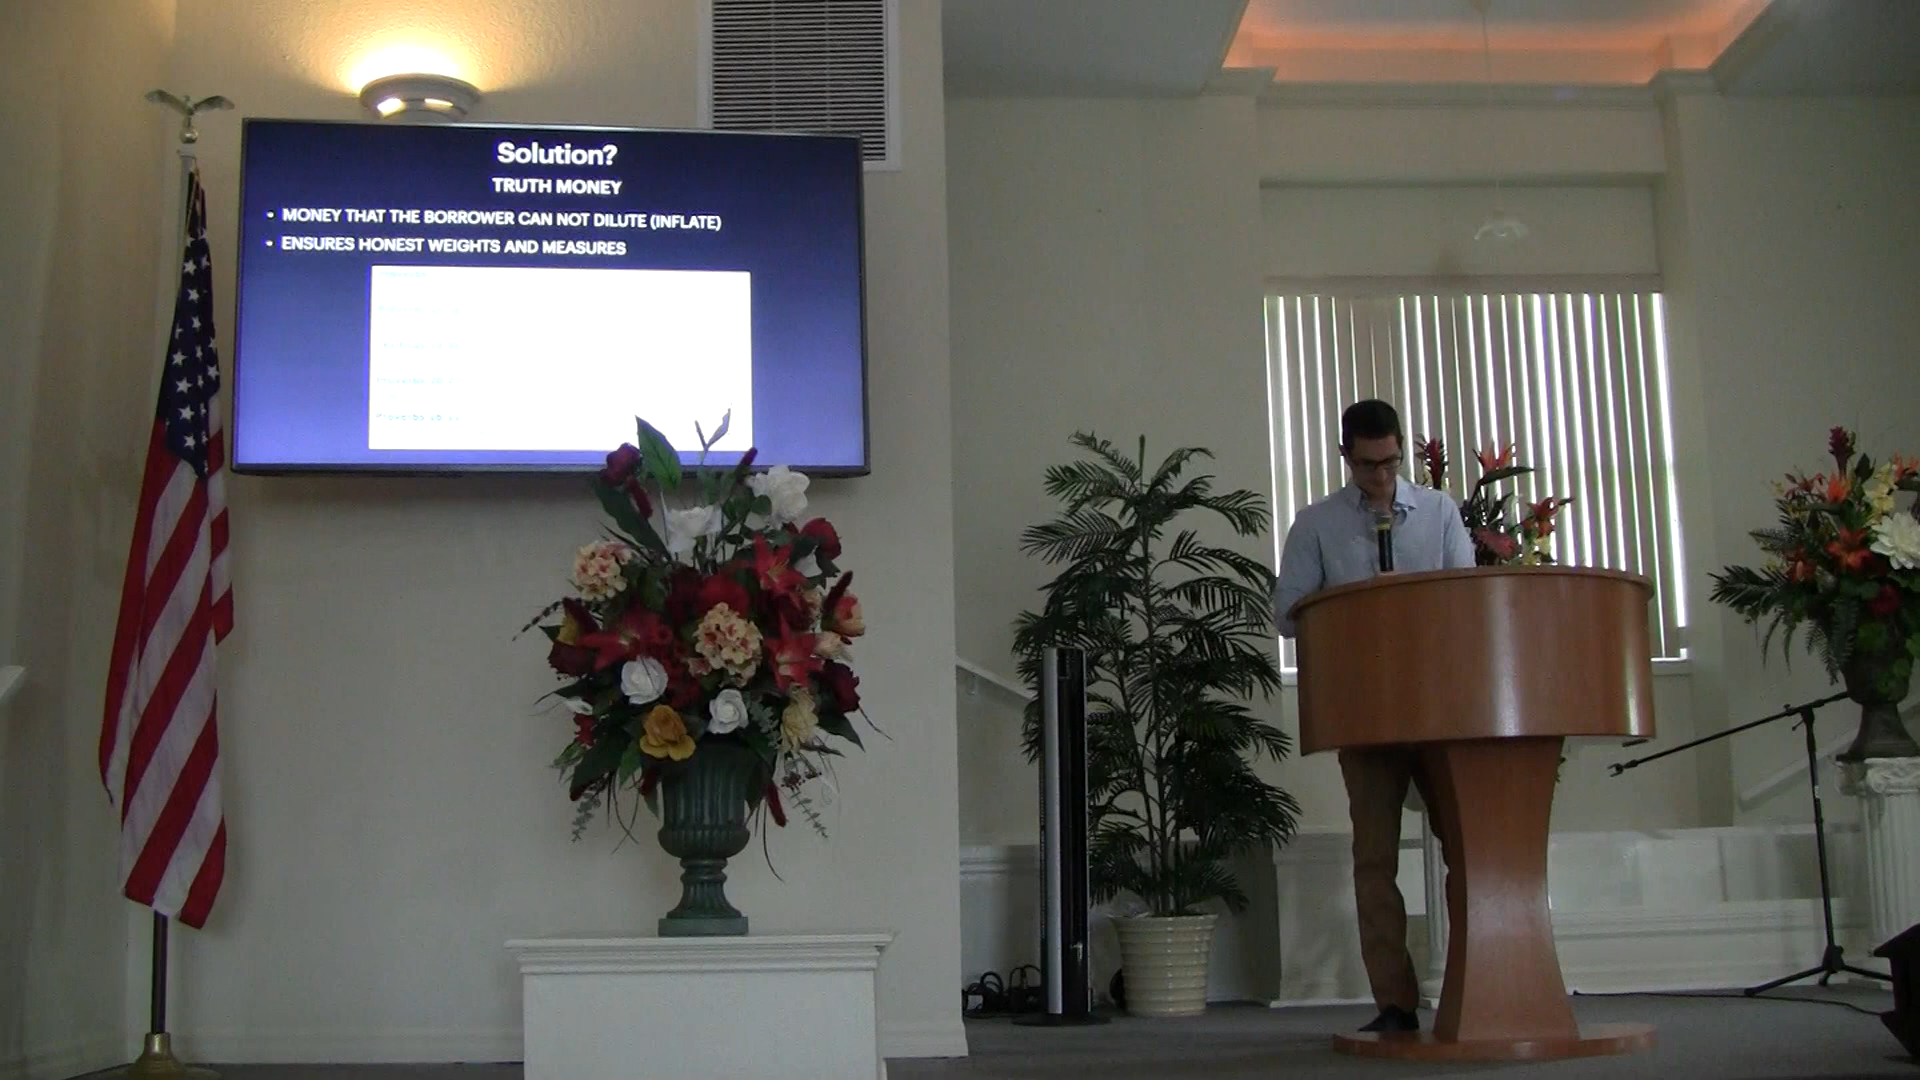 Solution?
TRUTH MONEY
• MONEY THAT THE BORROWER CAN NOT DILUTE (INFLATE)
• ENSURES HONEST WEIGHTS AND MEASURES